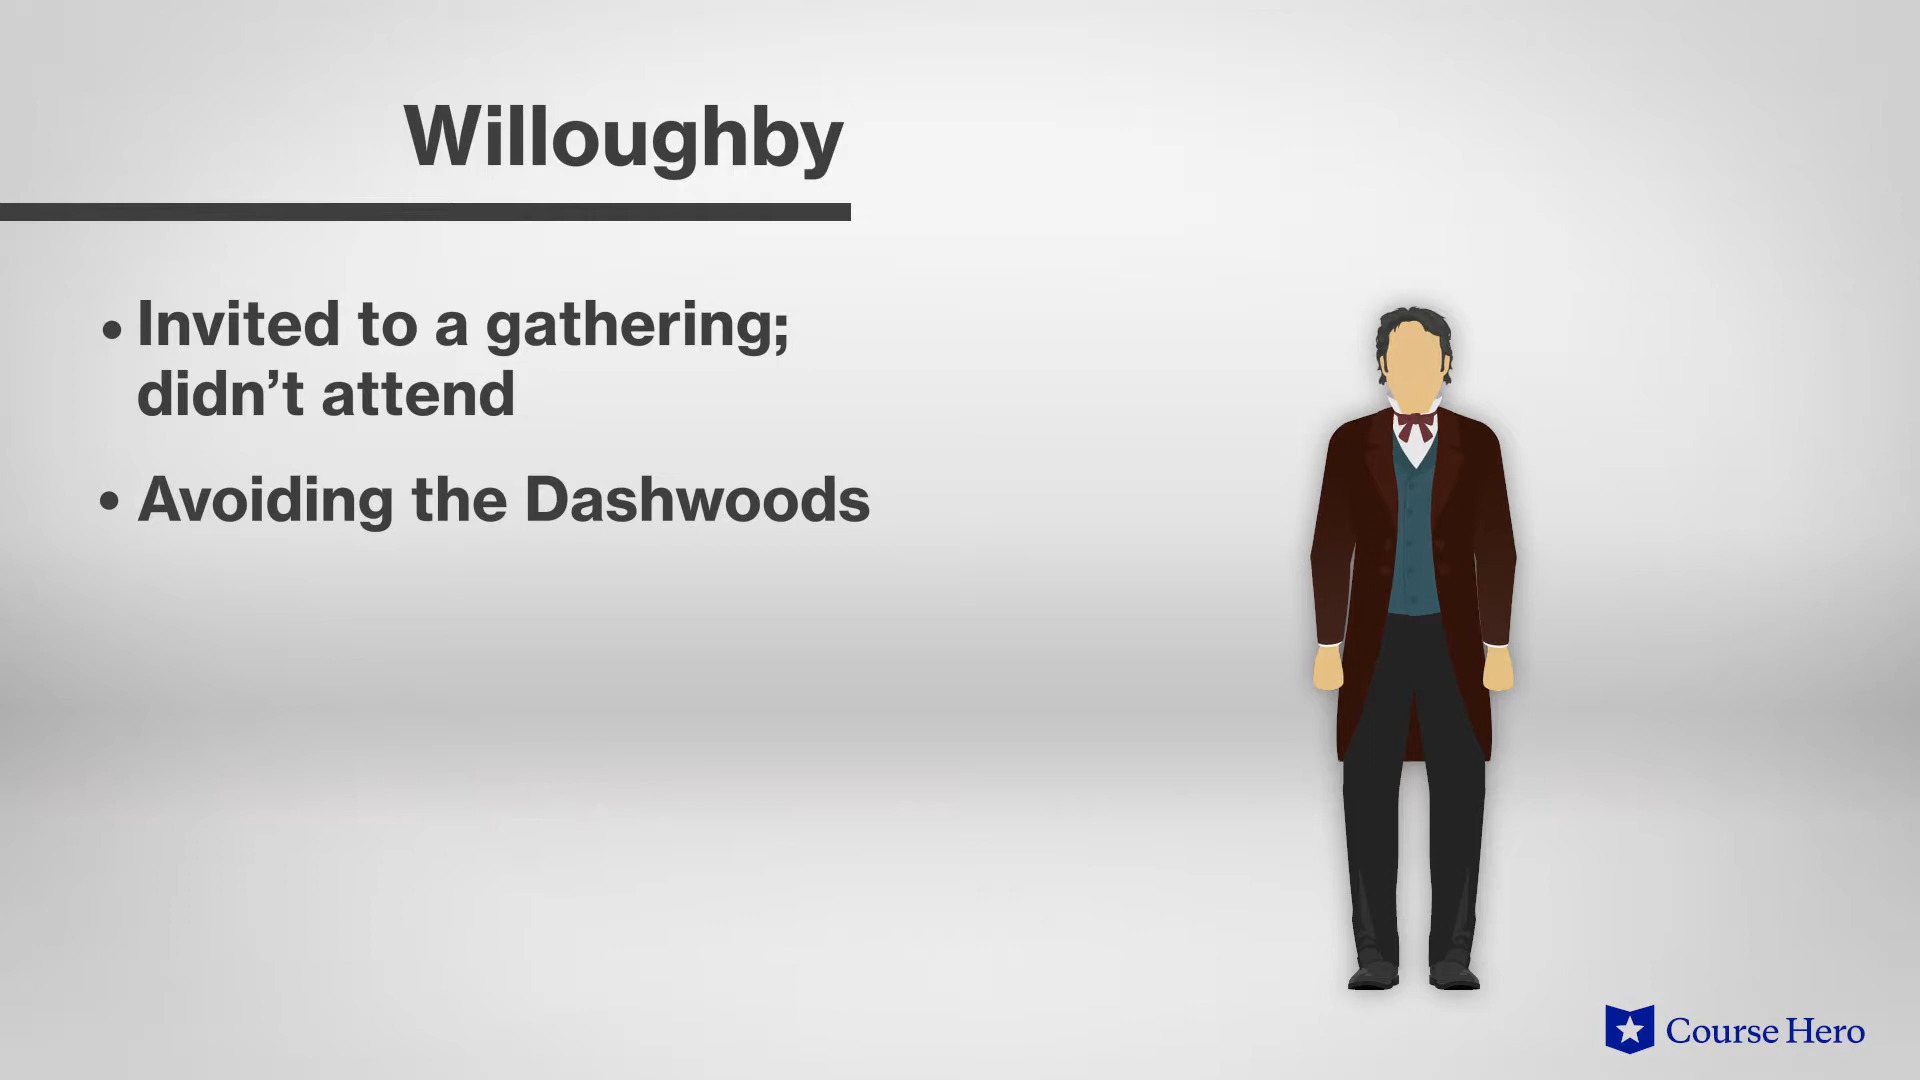 Willoughby
• Invited to a gathering;
didn’t attend
• Avoiding the Dashwoods
Course Hero